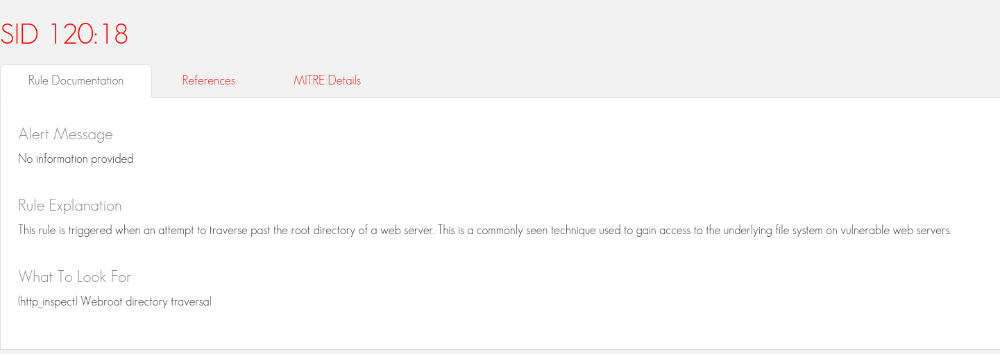 SID 120:18
Rule Documentation
References
MITRE Details
Alert Message
No information provided
Rule Explanation
This rule is triggered when an attempt to traverse past the root directory of a web server. This is a commonly seen technique used to gain access to the underlying file system on vulnerable web servers.
What To Look For
(http_inspect) Webroot directory traversal